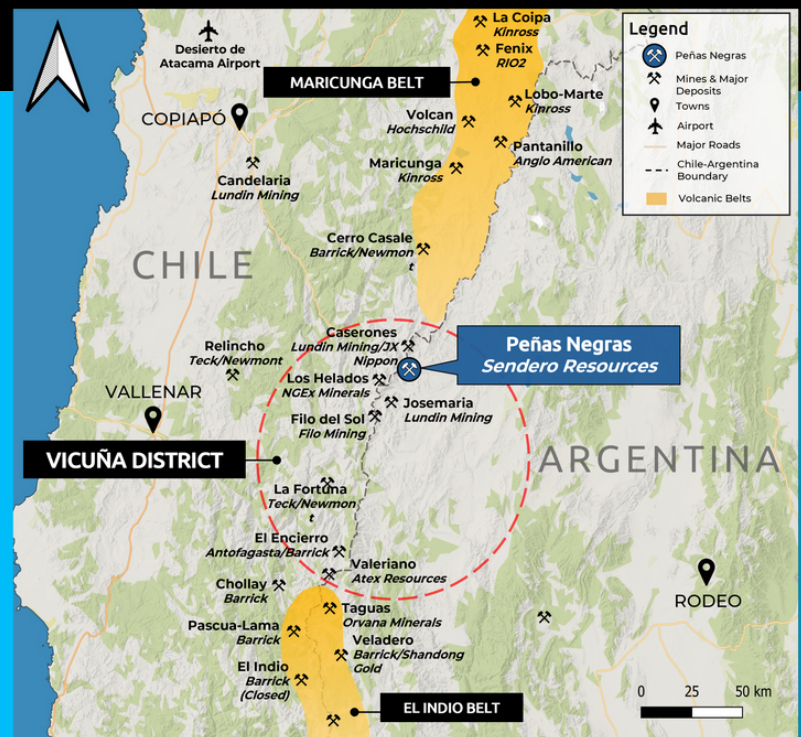 La Coipa
Kinross
Fenix
RIO2
Desierto de
Atacama Airport
MARICUNGA BELT
Lobo-Marte
Kinross
COPIAPÓ
Volcan
Hochschild
Pantanillo
Anglo American
Maricunga
Kinross
Candelaria
Lundin Mining
Cerro Casale
Barrick/Newmon
t
CHILE
Legend
Peñas Negras
Mines & Major
Deposits
Towns
Airport
Major Roads
Chile-Argentina
Boundary
Volcanic Belts
Caserones
Lundin Mining/JX
Nippon
Peñas Negras
Sendero Resources
Relincho
Teck/Newmont
Los Helados
NGEx Minerals
Josemaria
Lundin Mining
VALLENAR
Filo del Sol
Filo Mining
VICUÑA DISTRICT
ARGENTINA
La Fortuna
Teck/Newmon
t
El Encierro
Antofagasta/Barrick
Valeriano
Atex Resources
Chollay
Barrick
RODEO
Taguas
Orvana Minerals
Pascua-Lama
Barrick
Veladero
Barrick/Shandong
Gold
El Indio
Barrick
(Closed)
EL INDIO BELT
0 25 50 km